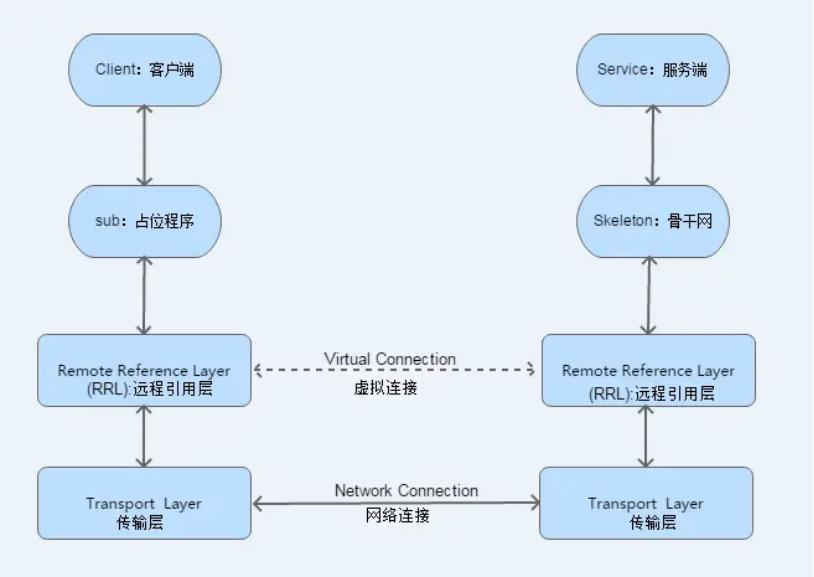 Client：客户端
Service：服务端
sub：占位程序
Skeleton：骨干网
Remote Reference Layer
(RRL):远程引用层
Virtual Connection
虚拟连接
Remote Reference Layer
(RRL):远程引用层
Transport Layer
传输层
Network Connection
网络连接
Transport Layer
传输层